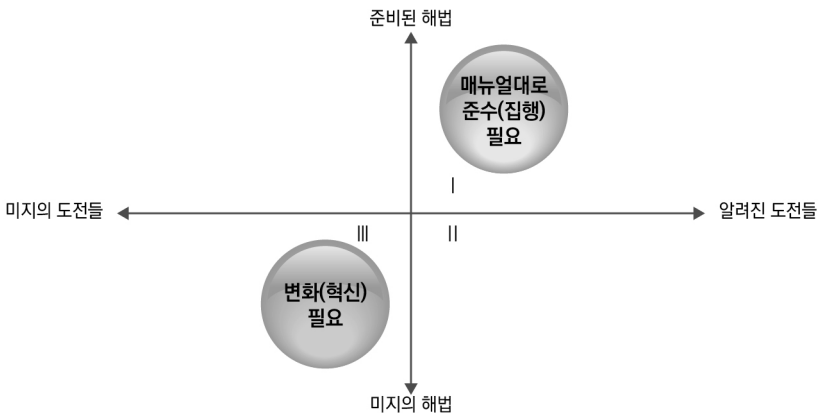 준비된 해법
매뉴얼대로
준수(집행)
필요
Ⅰ
미지의 도전들
알려진 도전들
Ⅲ
Ⅱ
변화(혁신)
필요
미지의 해법